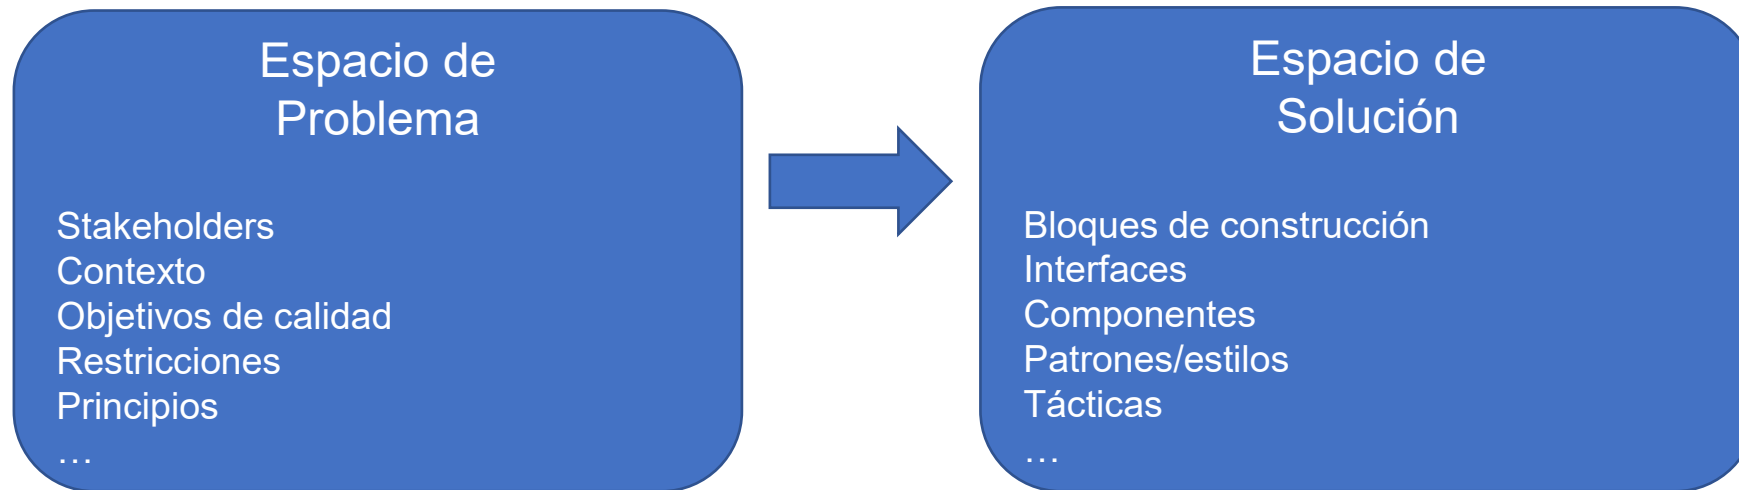 Espacio de
Problema
Stakeholders
Contexto
Objetivos de calidad
Restricciones
Principios
…
Espacio de
Solución
Bloques de construcción
Interfaces
Componentes
Patrones/estilos
Tácticas
…